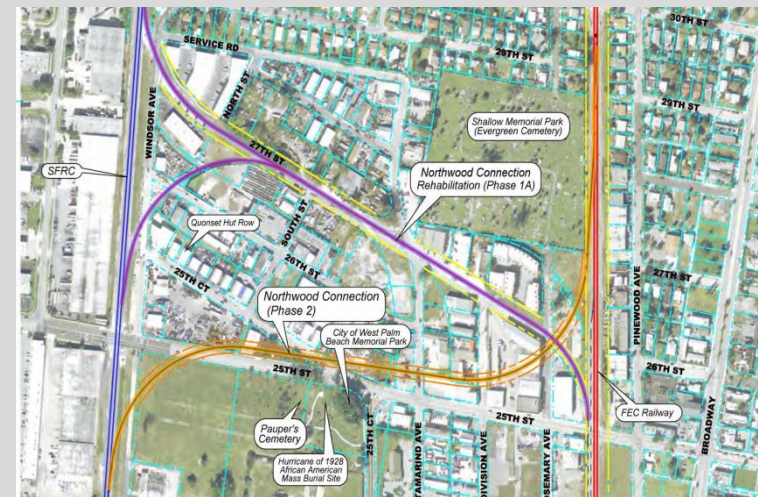 30TH ST
SERVICE RD
29TH ST
NORTH ST
WINDSOR AVE
29TH ST
Shallow Memorial Park
(Evergreen Cemetery)
27TH ST
SFRC
Northwood Connection
Rehabilitation (Phase 1A)
Quonset Hut Row
SOUTH ST
26TH ST
25TH CT
PINEWOOD AVE
27TH ST
Northwood Connection
(Phase 2)
City of West Palm
Beach Memorial Park
26TH ST
25TH ST
25TH ST
FEC Railway
BROADWAY
Pauper's
Cemetery
25TH CT
TAMARIND AVE
DIVISION AVE
ROSEMARY AVE
Hurricane of 1928
African American
Mass Burial Site